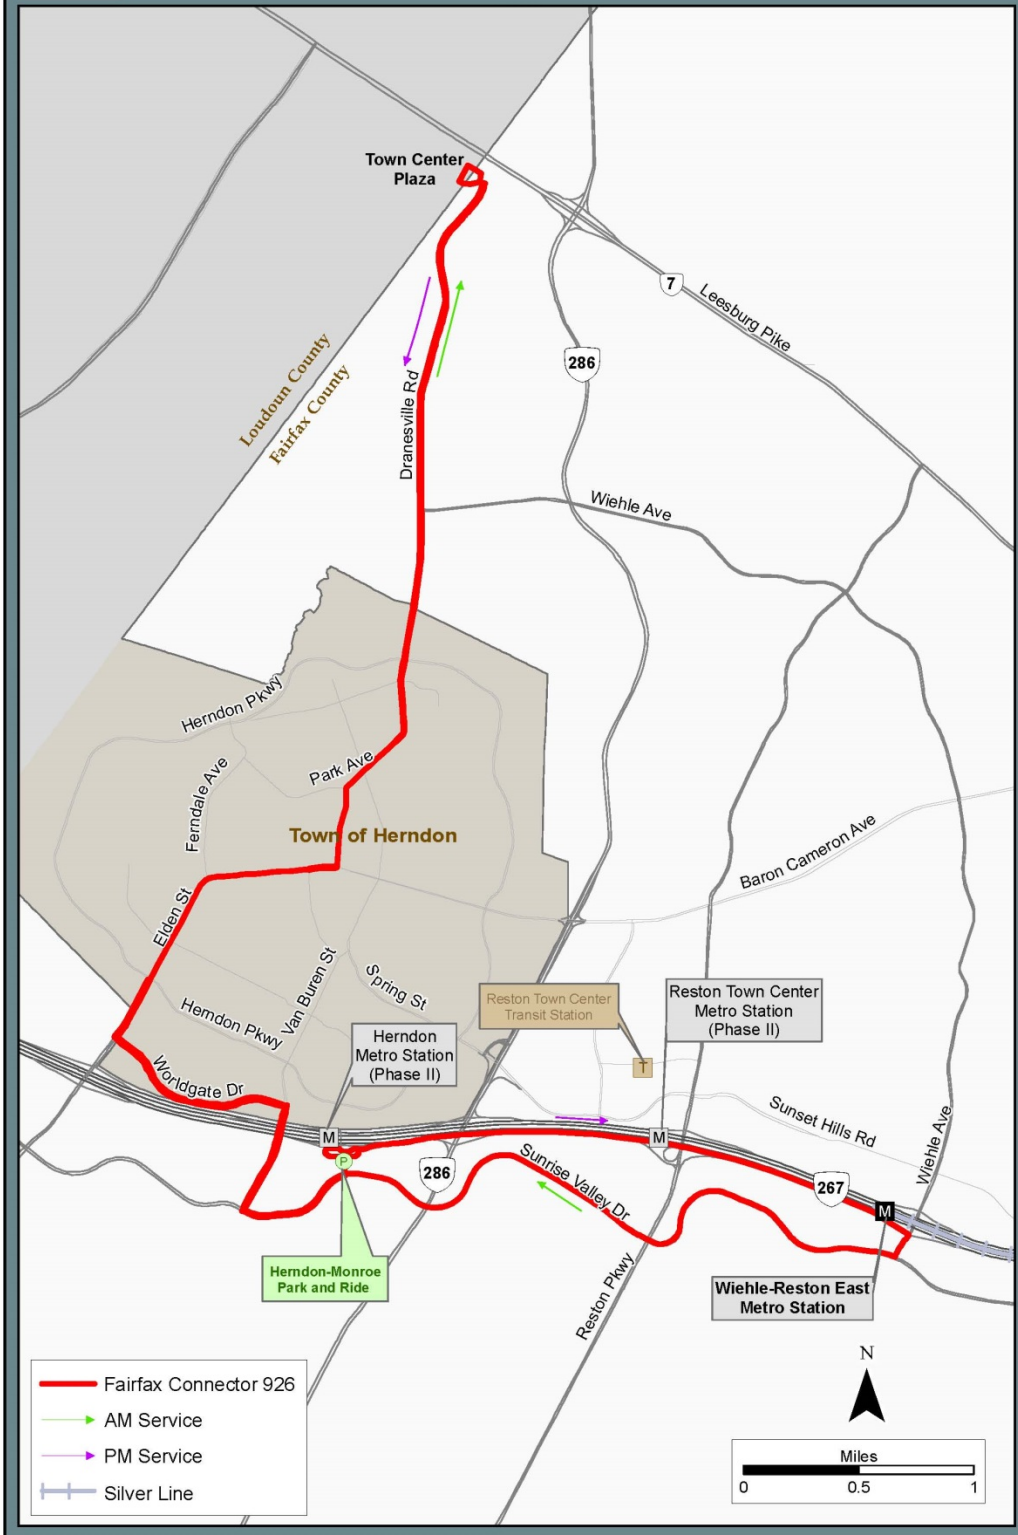 Town Center
Plaza
7
Leesburg Pike
286
Loudoun County
Fairfax County
Dranesville Rd
Wiehle Ave
Herndon Pkwy
Park Ave
Ferndale Ave
Town of Herndon
Baron Cameron Ave
Elden St
Van Buren St
Spring St
Herndon Pkwy
Reston Town Center
Transit Station
Reston Town Center
Metro Station
(Phase II)
Herndon
Metro Station
(Phase II)
T
Worldgate Dr
Sunset Hills Rd
M
M
P
Wiehle Ave
Sunrise Valley Dr
286
267
M
Herndon-Monroe
Park and Ride
Reston Pkwy
Wiehle-Reston East
Metro Station
N
Fairfax Connector 926
AM Service
PM Service
Silver Line
Miles
0 0.5 1